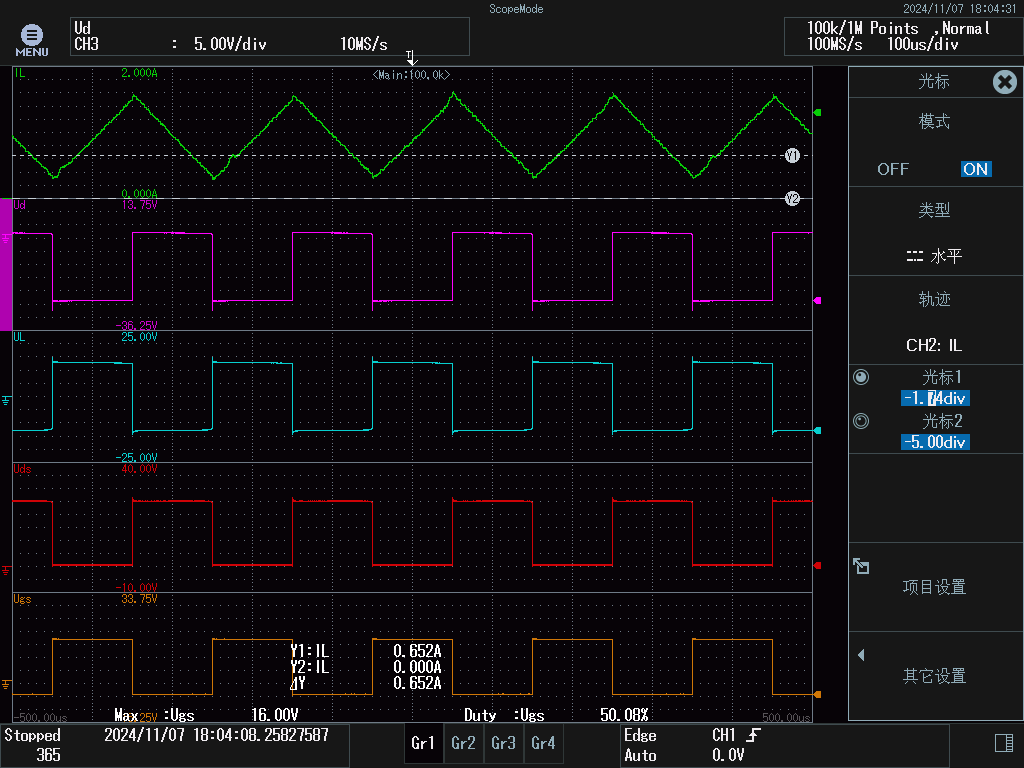 ScopeMode
2024/11/07 18:04:31
MENU
Ud
CH3 : 5.00V/div 10MS/s
100k/1M Points ,Normal
100MS/s 100us/div
T
<Main:100.0k>
IL 2.000A
Y1
0.000A
Y2
Ud 13.75V
-36.25V
UL 25.00V
-25.00V
Uds 40.00V
-10.00V
Ugs 33.75V
Y1:IL 0.652A
Y2:IL 0.000A
ΔY 0.652A
-500.00us 500.00us
Max :Ugs 16.00V Duty :Ugs 50.08%
光标
模式
OFF ON
类型
水平
轨迹
CH2: IL
光标1
-1.74div
光标2
-5.00div
项目设置
其它设置
Stopped 2024/11/07 18:04:08.25827587
365
Gr1 Gr2 Gr3 Gr4
Edge CH1
Auto 0.0V